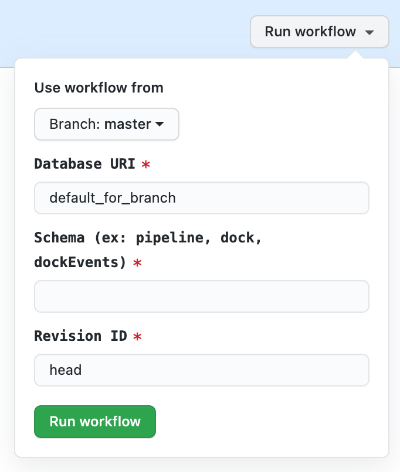 Run workflow
Use workflow from
Branch: master
Database URI *
default_for_branch
Schema (ex: pipeline, dock,
dockEvents) *
Revision ID *
head
Run workflow